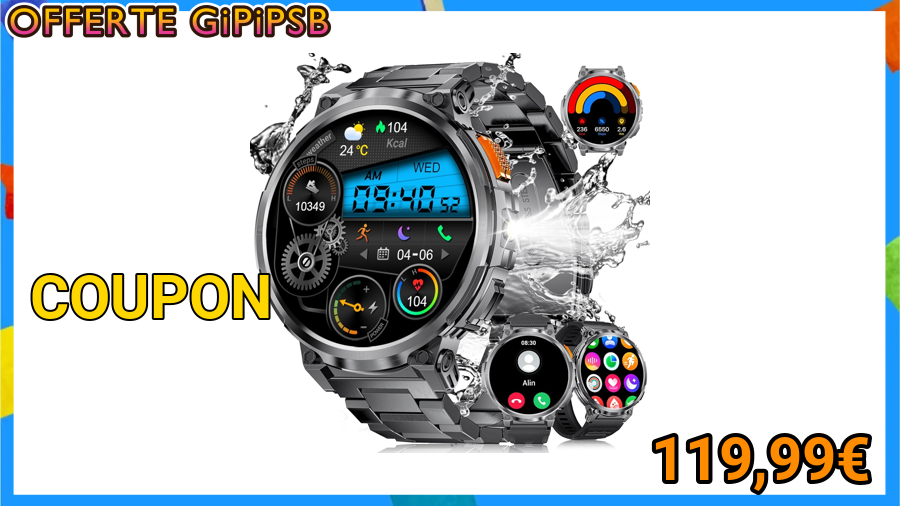 OFFERTE GiPiPSB
weather
24°C
104
Kcal
steps
10349
AM
WED
09:40 52
04-06
L
H
104
+
-
POWER
236
6550
2.6
COUPON
08:30
Alin
119,99€